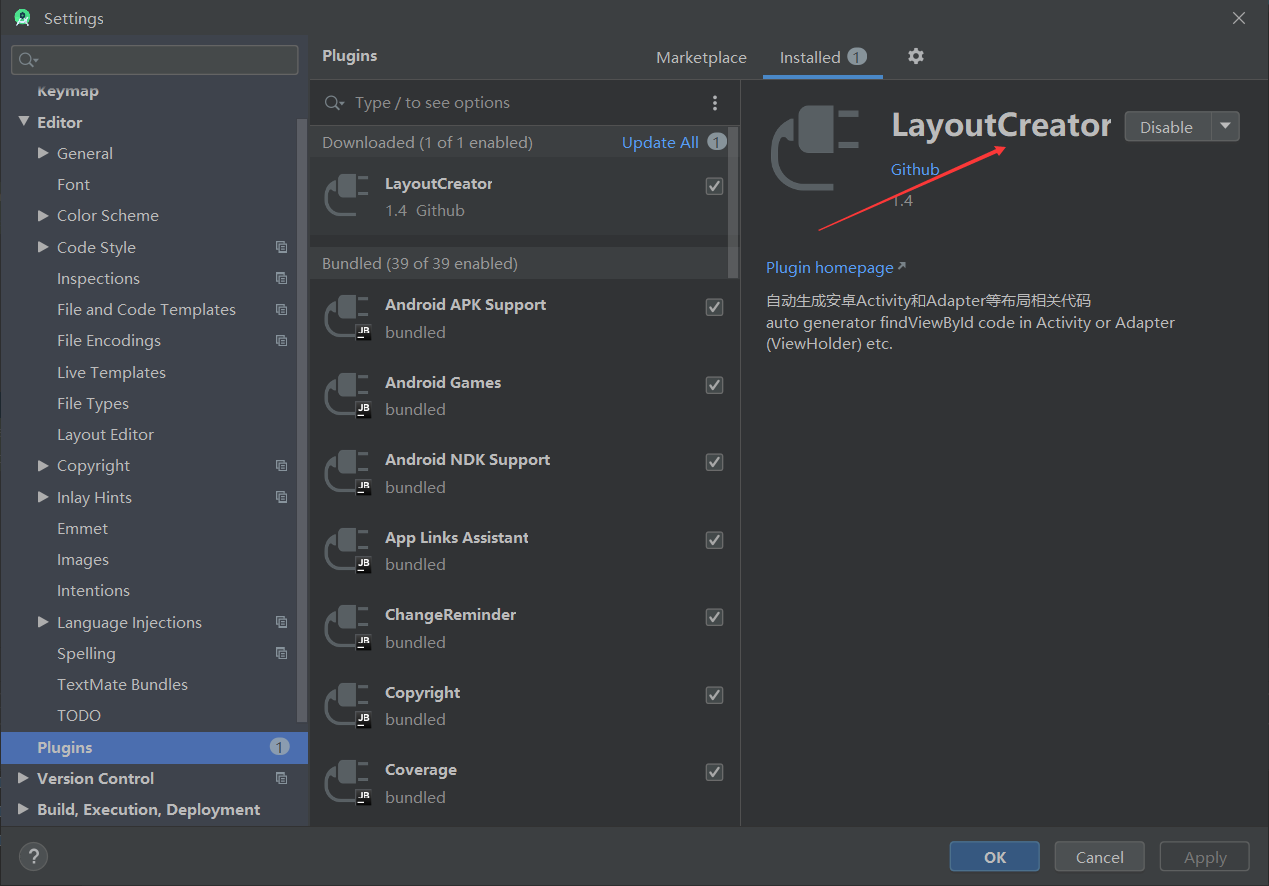 Settings
Keymap
Editor
General
Font
Color Scheme
Code Style
Inspections
File and Code Templates
File Encodings
Live Templates
File Types
Layout Editor
Copyright
Inlay Hints
Emmet
Images
Intentions
Language Injections
Spelling
TextMate Bundles
TODO
Plugins 1
Version Control
Build, Execution, Deployment
Plugins
Marketplace
Installed 1
Type / to see options
Downloaded (1 of 1 enabled) Update All 1
LayoutCreator
1.4 Github
Bundled (39 of 39 enabled)
Android APK Support
JB bundled
Android Games
JB bundled
Android NDK Support
JB bundled
App Links Assistant
JB bundled
ChangeReminder
JB bundled
Copyright
JB bundled
Coverage
JB bundled
LayoutCreator
Disable
Github
1.4
Plugin homepage
自动生成安卓Activity和Adapter等布局相关代码
auto generator findViewById code in Activity or Adapter
(ViewHolder) etc.
?
OK
Cancel
Apply